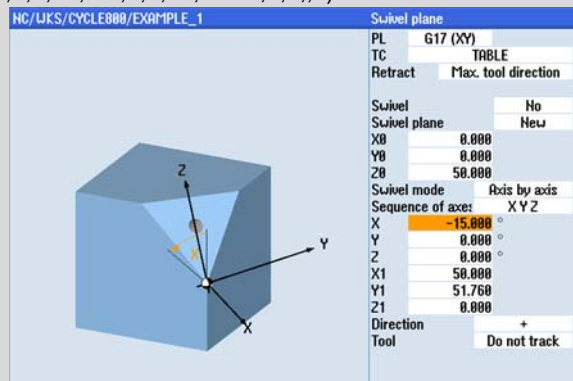 NC/WKS/CYCLE800/EXAMPLE_1
Swivel plane
PL G17 (XY)
TC TABLE
Retract Max. tool direction
Swivel No
Swivel plane New
X0 0.000
Y0 0.000
Z0 50.000
Swivel mode Axis by axis
Sequence of axes X Y Z
X -15.000 °
Y 0.000 °
Z 0.000 °
X1 50.000
Y1 51.760
Z1 0.000
Direction +
Tool Do not track
Z
Y
X
X